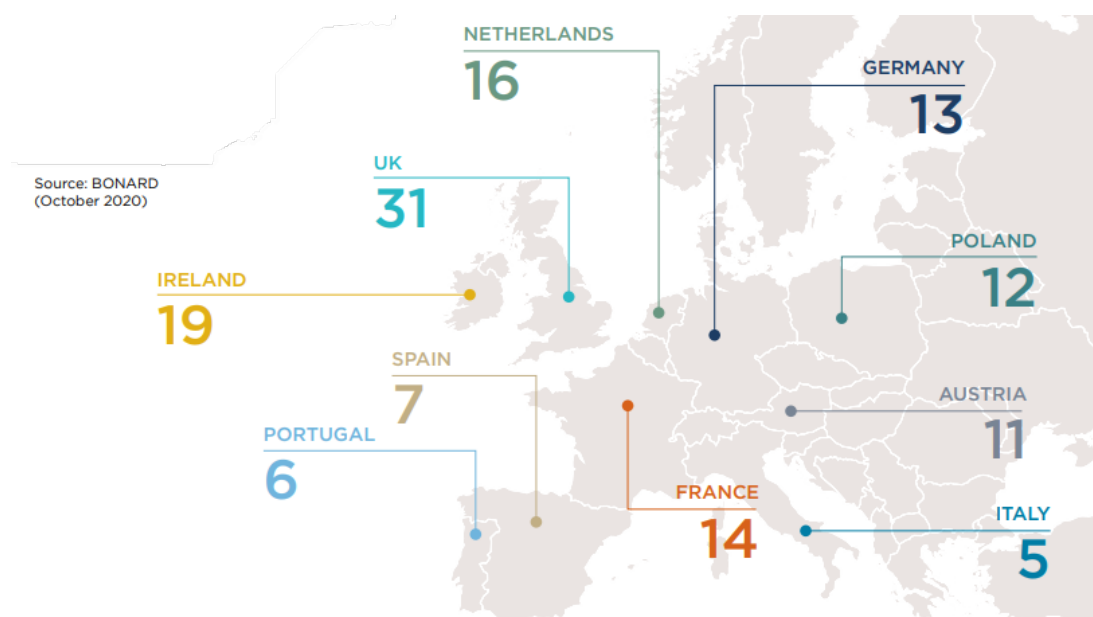 NETHERLANDS
16
GERMANY
13
UK
31
Source: BONARD
(October 2020)
POLAND
12
IRELAND
19
SPAIN
7
AUSTRIA
11
PORTUGAL
6
FRANCE
14
ITALY
5